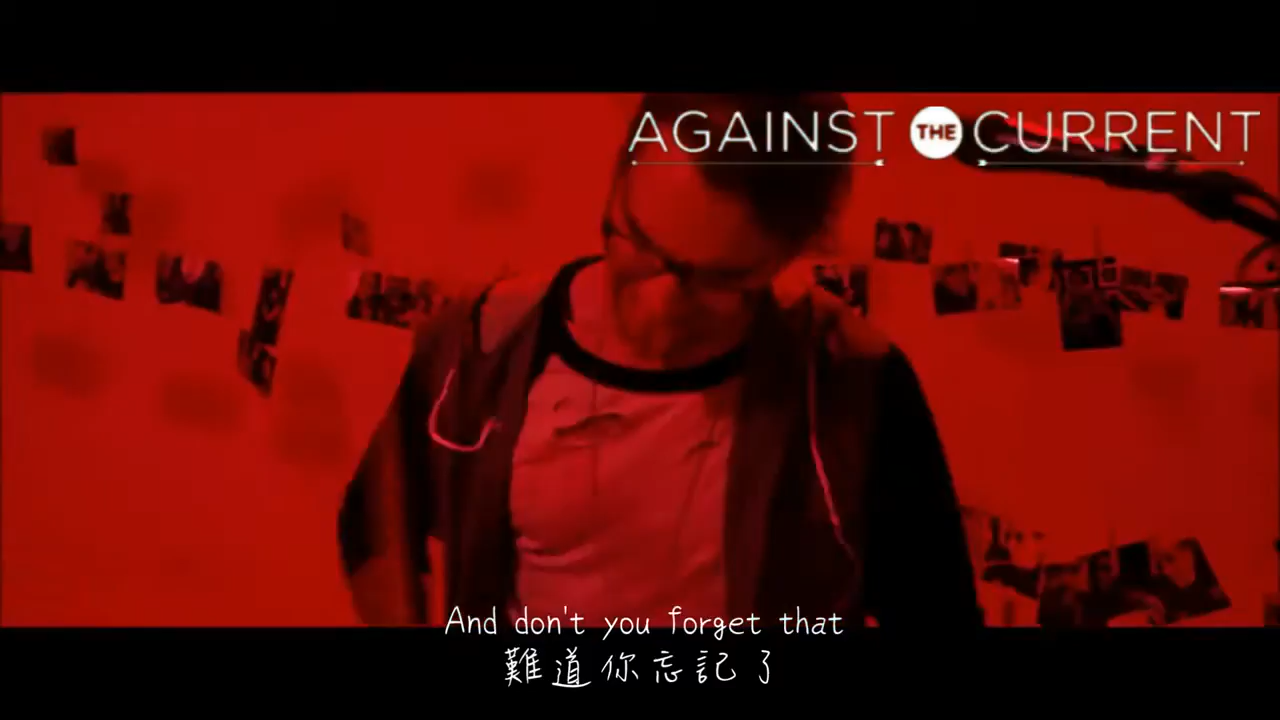 AGAINST THE CURRENT
And don't you forget that
難道你忘記了